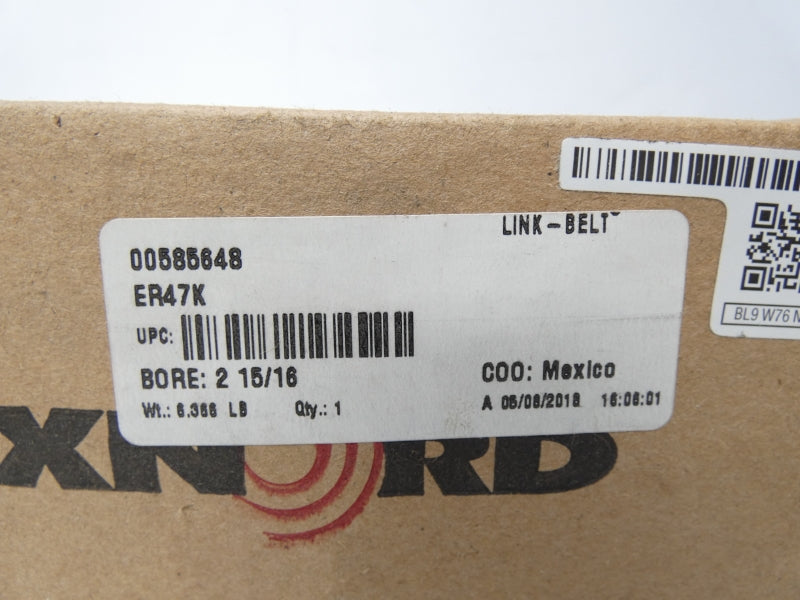 LINK-BELT
00585648
ER47K
UPC:
BORE: 2 15/16
COO: Mexico
Wt.: 6.366 LB Qty.: 1
A 05/08/2018 16:06:01
XNORD
BL9 W76